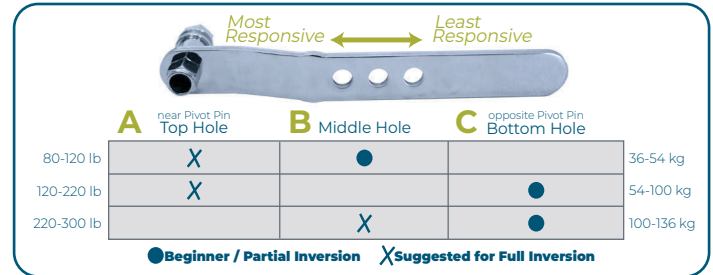 Most Responsive
Least Responsive
A near Pivot Pin Top Hole
B Middle Hole
C opposite Pivot Pin Bottom Hole
80-120 lb X ● 36-54 kg
120-220 lb X ● 54-100 kg
220-300 lb X ● 100-136 kg
●Beginner / Partial Inversion XSuggested for Full Inversion